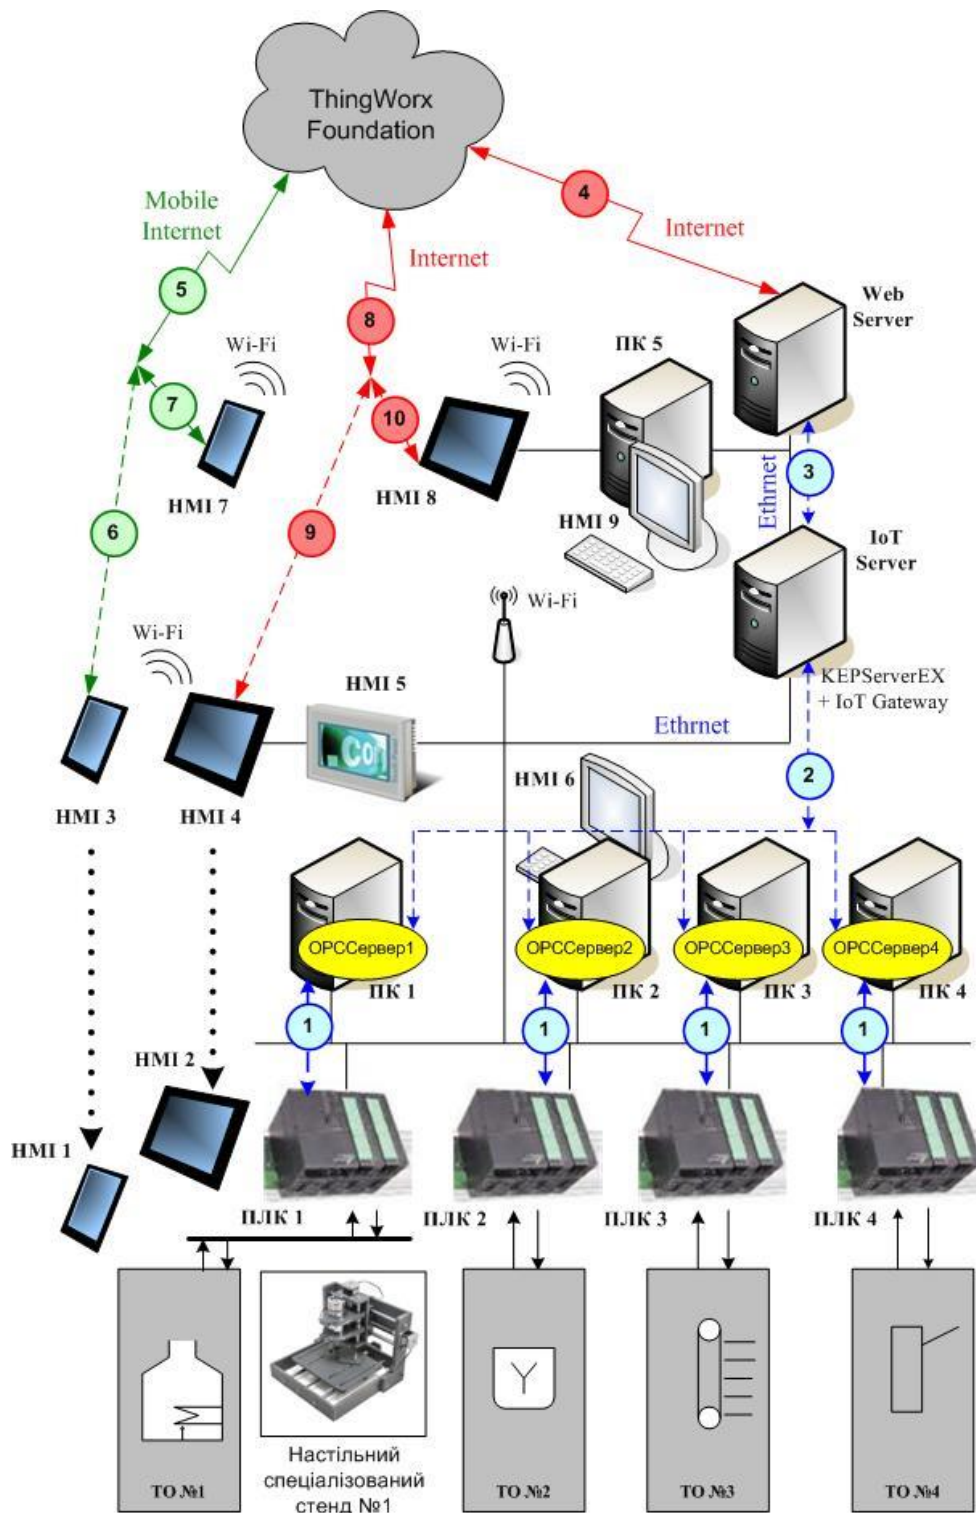 ThingWorx
Foundation
4
Mobile
Internet
Internet
Internet
5
8
Web
Server
Wi-Fi
Wi-Fi
ПК 5
7
10
3
HMI 7
HMI 8
HMI 9
Ethrnet
6
9
IoT
Server
Wi-Fi
Wi-Fi
HMI 5
KEPServerEX
+ IoT Gateway
Ethrnet
HMI 6
2
HMI 3
HMI 4
ОРССервер1
ОРССервер2
ОРССервер3
ОРССервер4
ПК 1
ПК 2
ПК 3
ПК 4
1
1
1
1
HMI 2
HMI 1
ПЛК 1
ПЛК 2
ПЛК 3
ПЛК 4
Настільний
спеціалізований
стенд №1
ТО №1
ТО №2
ТО №3
ТО №4